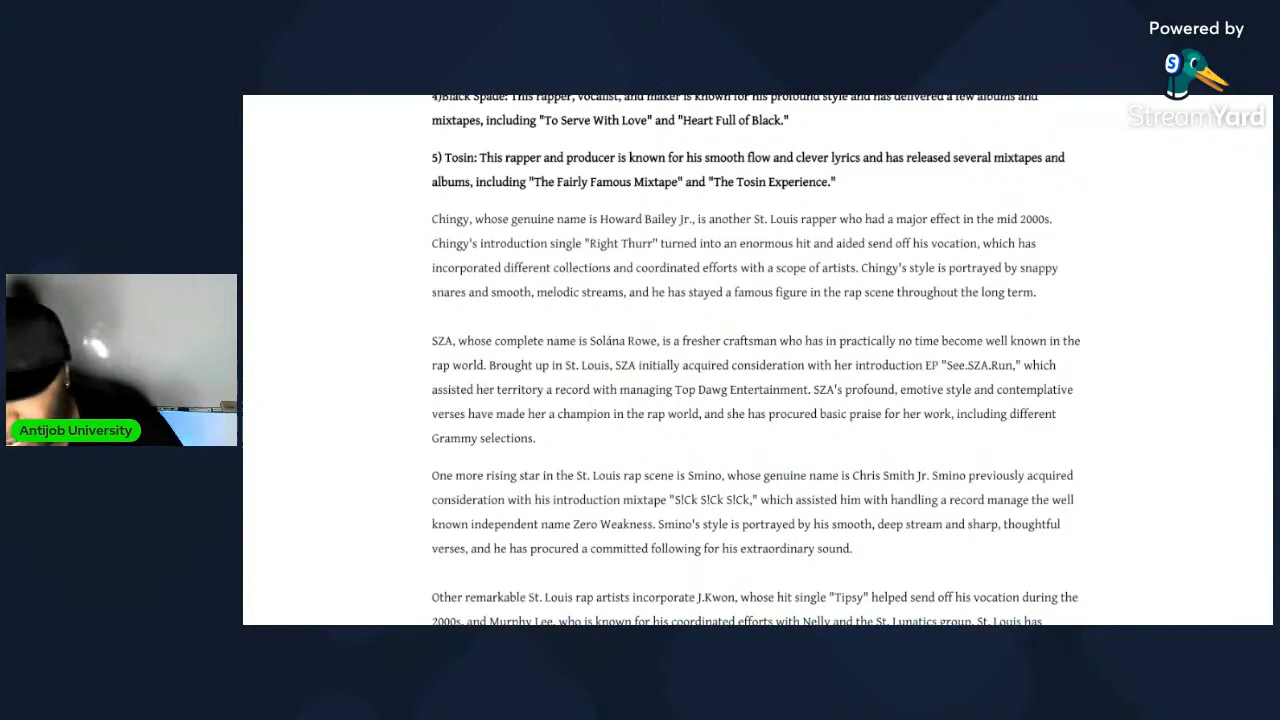 Powered by
StreamYard
4)Black Spade: This rapper, vocalist, and maker is known for his profound style and has delivered a few albums and
mixtapes, including "To Serve With Love" and "Heart Full of Black."
5) Tosin: This rapper and producer is known for his smooth flow and clever lyrics and has released several mixtapes and
albums, including "The Fairly Famous Mixtape" and "The Tosin Experience."
Chingy, whose genuine name is Howard Bailey Jr., is another St. Louis rapper who had a major effect in the mid 2000s.
Chingy's introduction single "Right Thurr" turned into an enormous hit and aided send off his vocation, which has
incorporated different collections and coordinated efforts with a scope of artists. Chingy's style is portrayed by snappy
snares and smooth, melodic streams, and he has stayed a famous figure in the rap scene throughout the long term.
SZA, whose complete name is Solána Rowe, is a fresher craftsman who has in practically no time become well known in the
rap world. Brought up in St. Louis, SZA initially acquired consideration with her introduction EP "See.SZA.Run," which
assisted her territory a record with managing Top Dawg Entertainment. SZA's profound, emotive style and contemplative
verses have made her a champion in the rap world, and she has procured basic praise for her work, including different
Grammy selections.
One more rising star in the St. Louis rap scene is Smino, whose genuine name is Chris Smith Jr. Smino previously acquired
consideration with his introduction mixtape "S!Ck S!Ck S!Ck," which assisted him with handling a record manage the well
known independent name Zero Weakness. Smino's style is portrayed by his smooth, deep stream and sharp, thoughtful
verses, and he has procured a committed following for his extraordinary sound.
Other remarkable St. Louis rap artists incorporate J.Kwon, whose hit single "Tipsy" helped send off his vocation during the
2000s, and Murphy Lee, who is known for his coordinated efforts with Nelly and the St. Lunatics group. St. Louis has
Antijob University